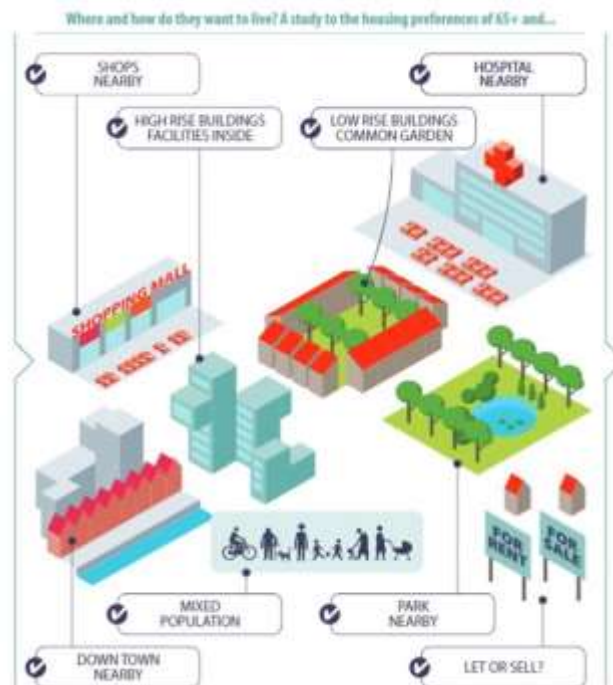 Where and how do they want to live? A study to the housing preferences of 65+ and...
SHOPS
NEARBY
HOSPITAL
NEARBY
HIGH RISE BUILDINGS
FACILITIES INSIDE
LOW RISE BUILDINGS
COMMON GARDEN
SHOPPING MALL
FOR
RENT
FOR
SALE
MIXED
POPULATION
PARK
NEARBY
DOWN TOWN
NEARBY
LET OR SELL?